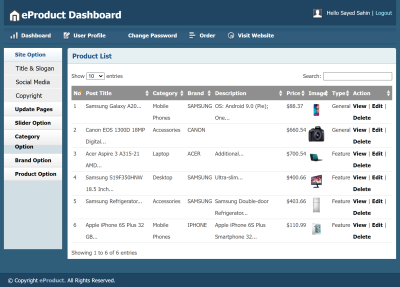 eProduct Dashboard
Hello Sayed Sahin | Logout
Dashboard User Profile Change Password Order Visit Website
Site Option
Title & Slogan
Social Media
Copyright
Update Pages
Slider Option
Category
Option
Brand Option
Product Option
Product List
Show 10 entries Search:
No Post Title Category Brand Description Price Image Type Action
1 Samsung Galaxy A20... Mobile Phones SAMSUNG OS: Android 9.0 (Pie); One... $88.37 General View | Edit | Delete
2 Canon EOS 1300D 18MP Digital... Accessories CANON $660.54 General View | Edit | Delete
3 Acer Aspire 3 A315-21 AMD... Laptop ACER Additional... $700.54 Feature View | Edit | Delete
4 Samsung S19F350HNW 18.5 Inch... Desktop SAMSUNG Ultra-slim... $400.66 Feature View | Edit | Delete
5 Samsung Refrigerator... Accessories SAMSUNG Samsung Double-door Refrigerator... $403.66 Feature View | Edit | Delete
6 Apple iPhone 6S Plus 32 GB... Mobile Phones IPHONE Apple iPhone 6S Plus Smartphone 32... $110.99 Feature View | Edit | Delete
Showing 1 to 6 of 6 entries
© Copyright eProduct. All Rights Reserved.